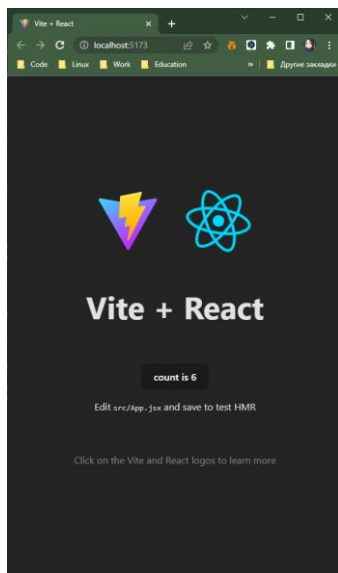 Vite + React
localhost:5173
Code Linux Work Education » Другие закладки
Vite + React
count is 6
Edit src/App.jsx and save to test HMR
Click on the Vite and React logos to learn more